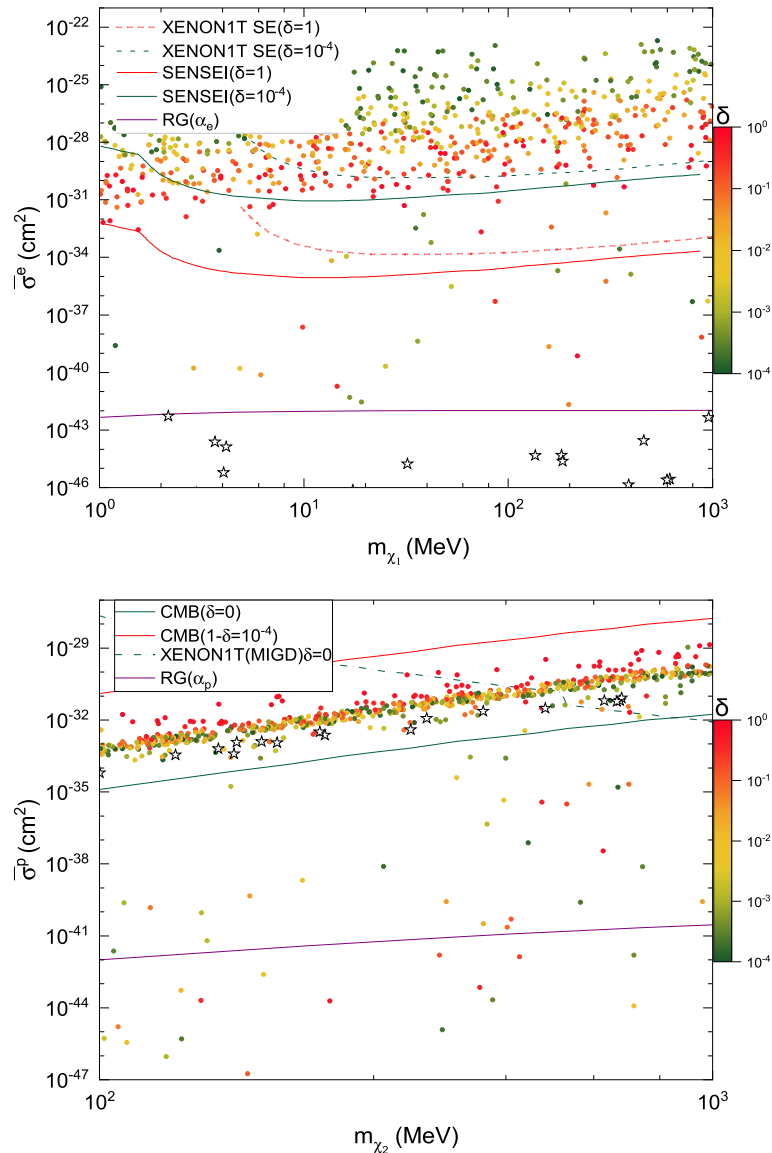 10⁻²²
10⁻²⁵
10⁻²⁸
10⁻³¹
10⁻³⁴
10⁻³⁷
10⁻⁴⁰
10⁻⁴³
10⁻⁴⁶
σ̅ᵉ (cm²)
XENON1T SE(δ=1)
XENON1T SE(δ=10⁻⁴)
SENSEI(δ=1)
SENSEI(δ=10⁻⁴)
RG(αₑ)
δ
10⁰
10⁻¹
10⁻²
10⁻³
10⁻⁴
10⁰ 10¹ 10² 10³
m_χ₁ (MeV)
10⁻²⁹
10⁻³²
10⁻³⁵
10⁻³⁸
10⁻⁴¹
10⁻⁴⁴
10⁻⁴⁷
σ̅ᵖ (cm²)
CMB(δ=0)
CMB(1-δ=10⁻⁴)
XENON1T(MIGD)δ=0
RG(αₚ)
δ
10⁰
10⁻¹
10⁻²
10⁻³
10⁻⁴
10² 10³
m_χ₂ (MeV)